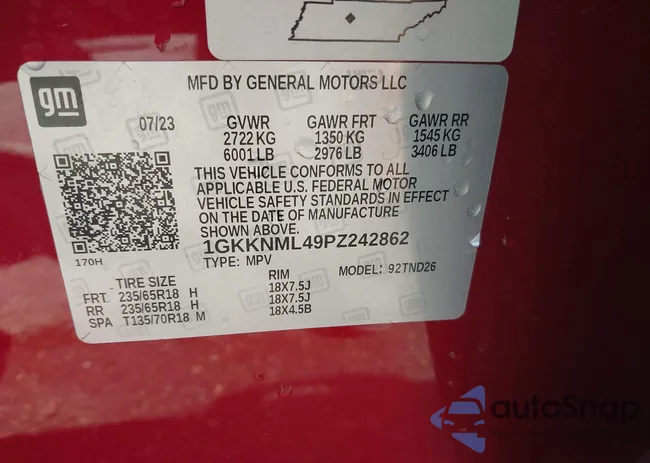 MFD BY GENERAL MOTORS LLC
gm
07/23 GVWR GAWR FRT GAWR RR
2722 KG 1350 KG 1545 KG
6001 LB 2976 LB 3406 LB
THIS VEHICLE CONFORMS TO ALL
APPLICABLE U.S. FEDERAL MOTOR
VEHICLE SAFETY STANDARDS IN EFFECT
ON THE DATE OF MANUFACTURE
SHOWN ABOVE.
1GKKNML49PZ242862
170H
TYPE: MPV MODEL: 92TND26
TIRE SIZE RIM
FRT 235/65R18 H 18X7.5J
RR 235/65R18 H 18X7.5J
SPA T135/70R18 M 18X4.5B
autoSnap